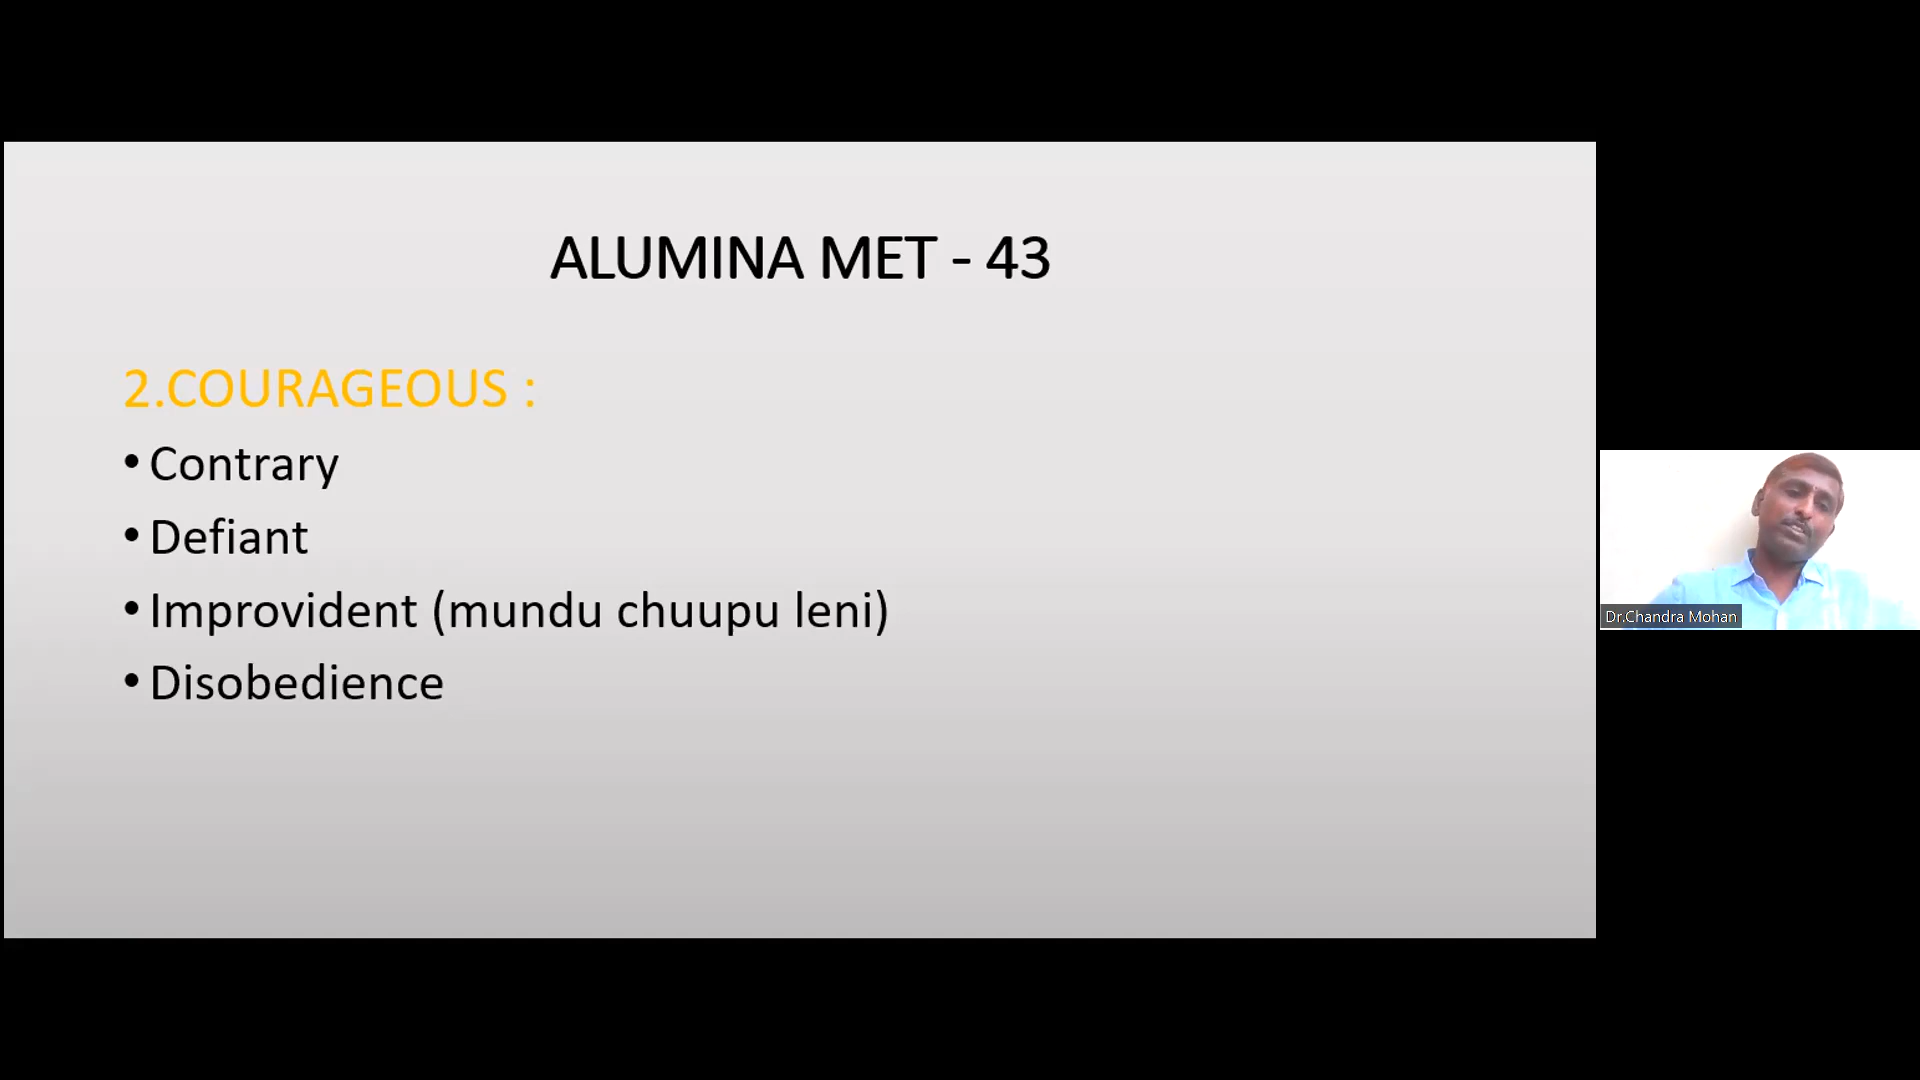 ALUMINA MET - 43
2.COURAGEOUS :
• Contrary
• Defiant
• Improvident (mundu chuupu leni)
• Disobedience
Dr.Chandra Mohan